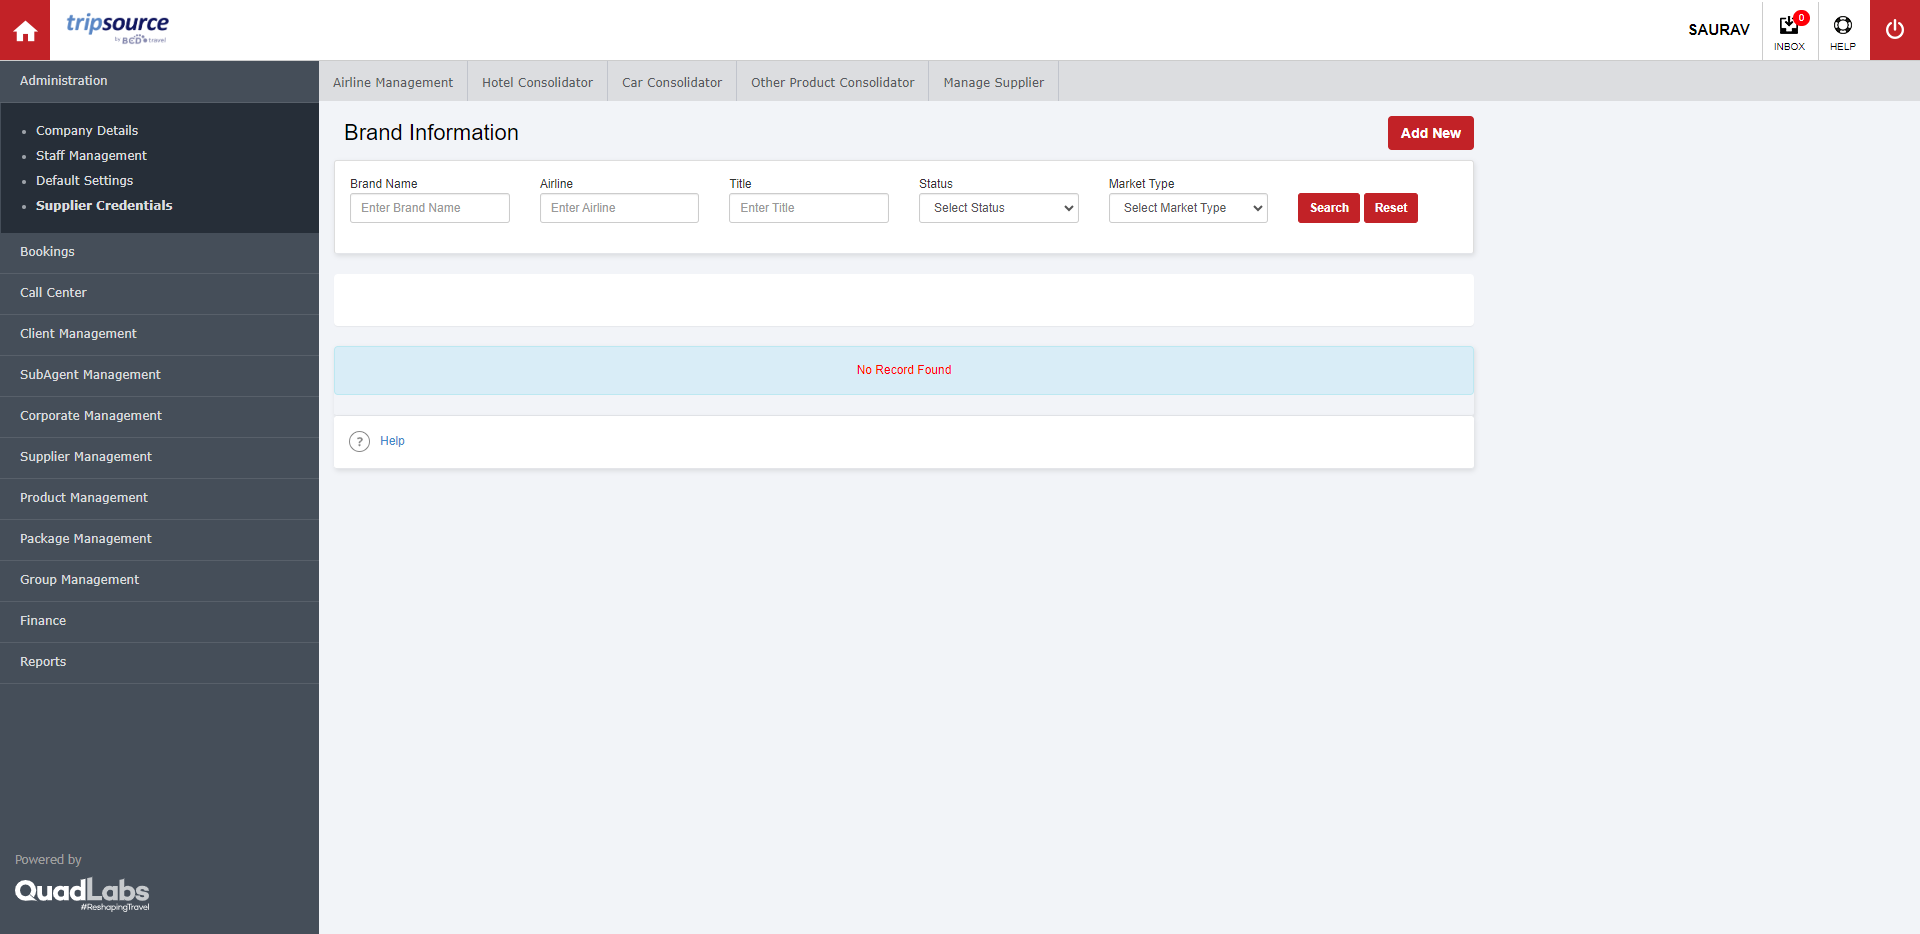 tripsource
by BCD travel
SAURAV
0
INBOX
HELP
Administration
Company Details
Staff Management
Default Settings
Supplier Credentials
Bookings
Call Center
Client Management
SubAgent Management
Corporate Management
Supplier Management
Product Management
Package Management
Group Management
Finance
Reports
Powered by
QuadLabs
#ReshapingTravel
Airline Management Hotel Consolidator Car Consolidator Other Product Consolidator Manage Supplier
Brand Information
Add New
Brand Name Airline Title Status Market Type
Enter Brand Name Enter Airline Enter Title Select Status Select Market Type Search Reset
No Record Found
? Help